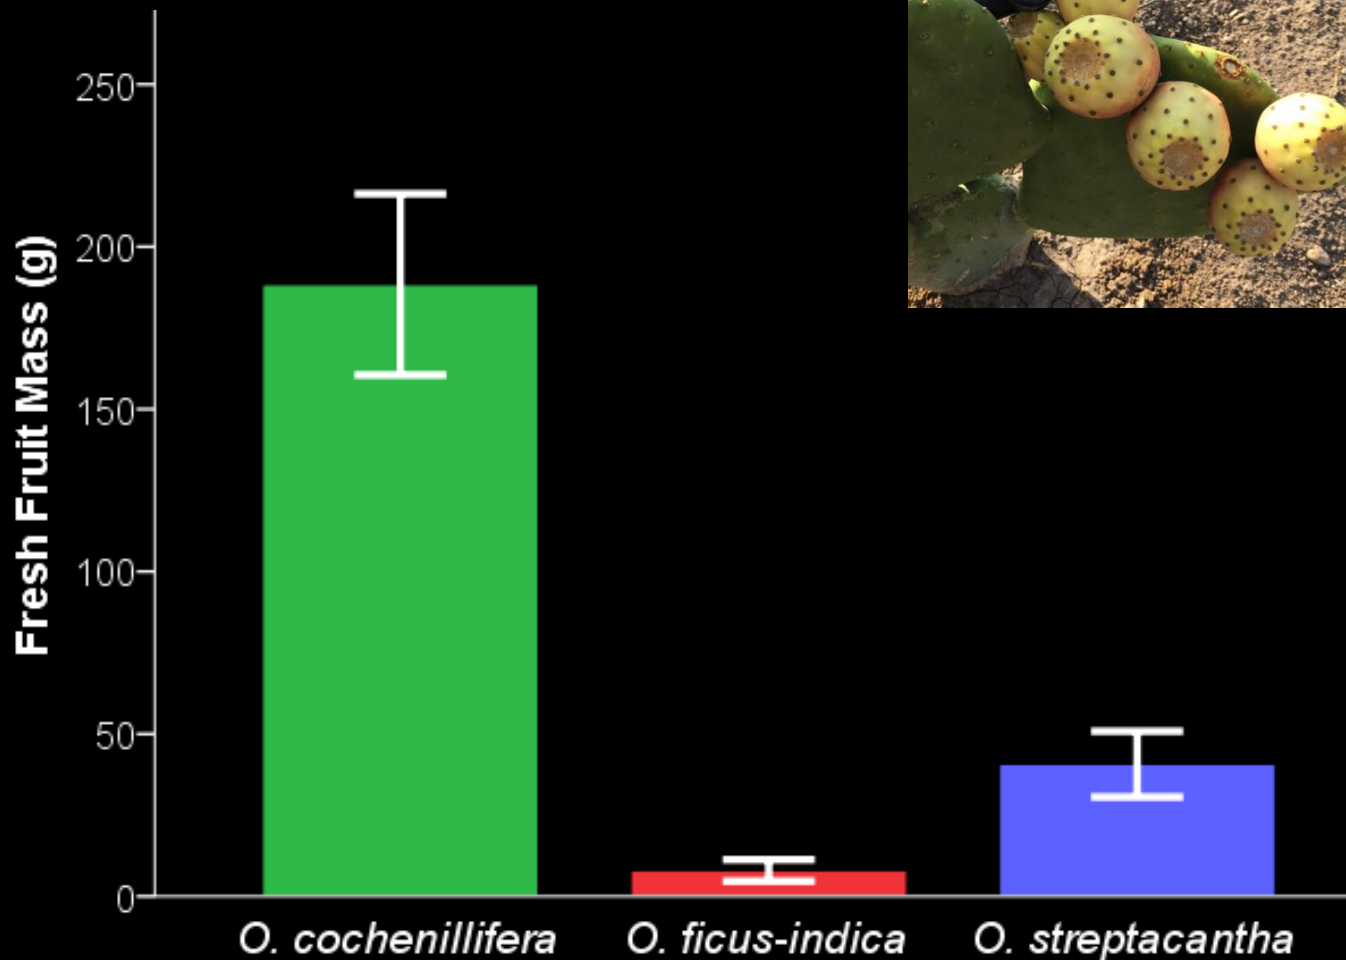 Fresh Fruit Mass (g)
250
200
150
100
50
0
O. cochenillifera
O. ficus-indica
O. streptacantha